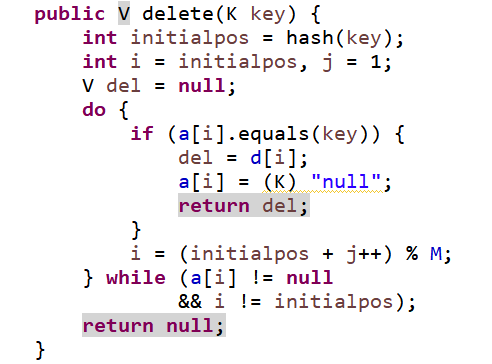 public V delete(K key) {
    int initialpos = hash(key);
    int i = initialpos, j = 1;
    V del = null;
    do {
        if (a[i].equals(key)) {
            del = d[i];
            a[i] = (K) "null";
            return del;
        }
        i = (initialpos + j++) % M;
    } while (a[i] != null
            && i != initialpos);
    return null;
}